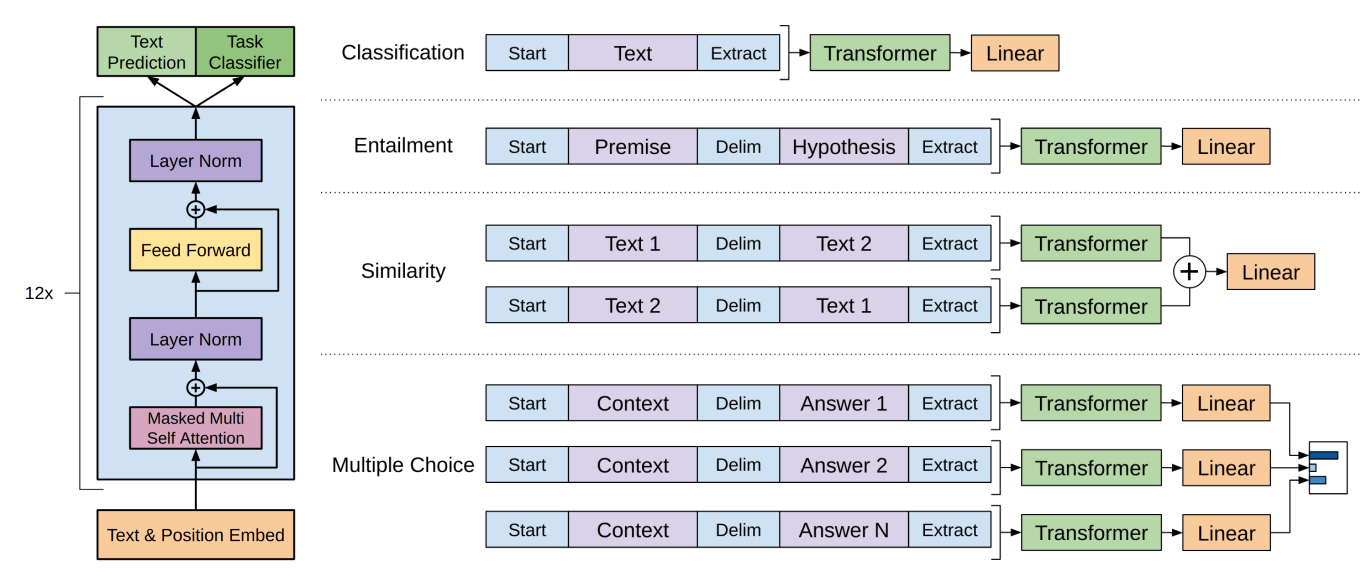 Text
Prediction
Task
Classifier
12x
Layer Norm
+
Feed Forward
Layer Norm
+
Masked Multi
Self Attention
Text & Position Embed
Classification
Start
Text
Extract
Transformer
Linear
Entailment
Start
Premise
Delim
Hypothesis
Extract
Transformer
Linear
Similarity
Start
Text 1
Delim
Text 2
Extract
Transformer
Start
Text 2
Delim
Text 1
Extract
Transformer
+
Linear
Multiple Choice
Start
Context
Delim
Answer 1
Extract
Transformer
Linear
Start
Context
Delim
Answer 2
Extract
Transformer
Linear
Start
Context
Delim
Answer N
Extract
Transformer
Linear